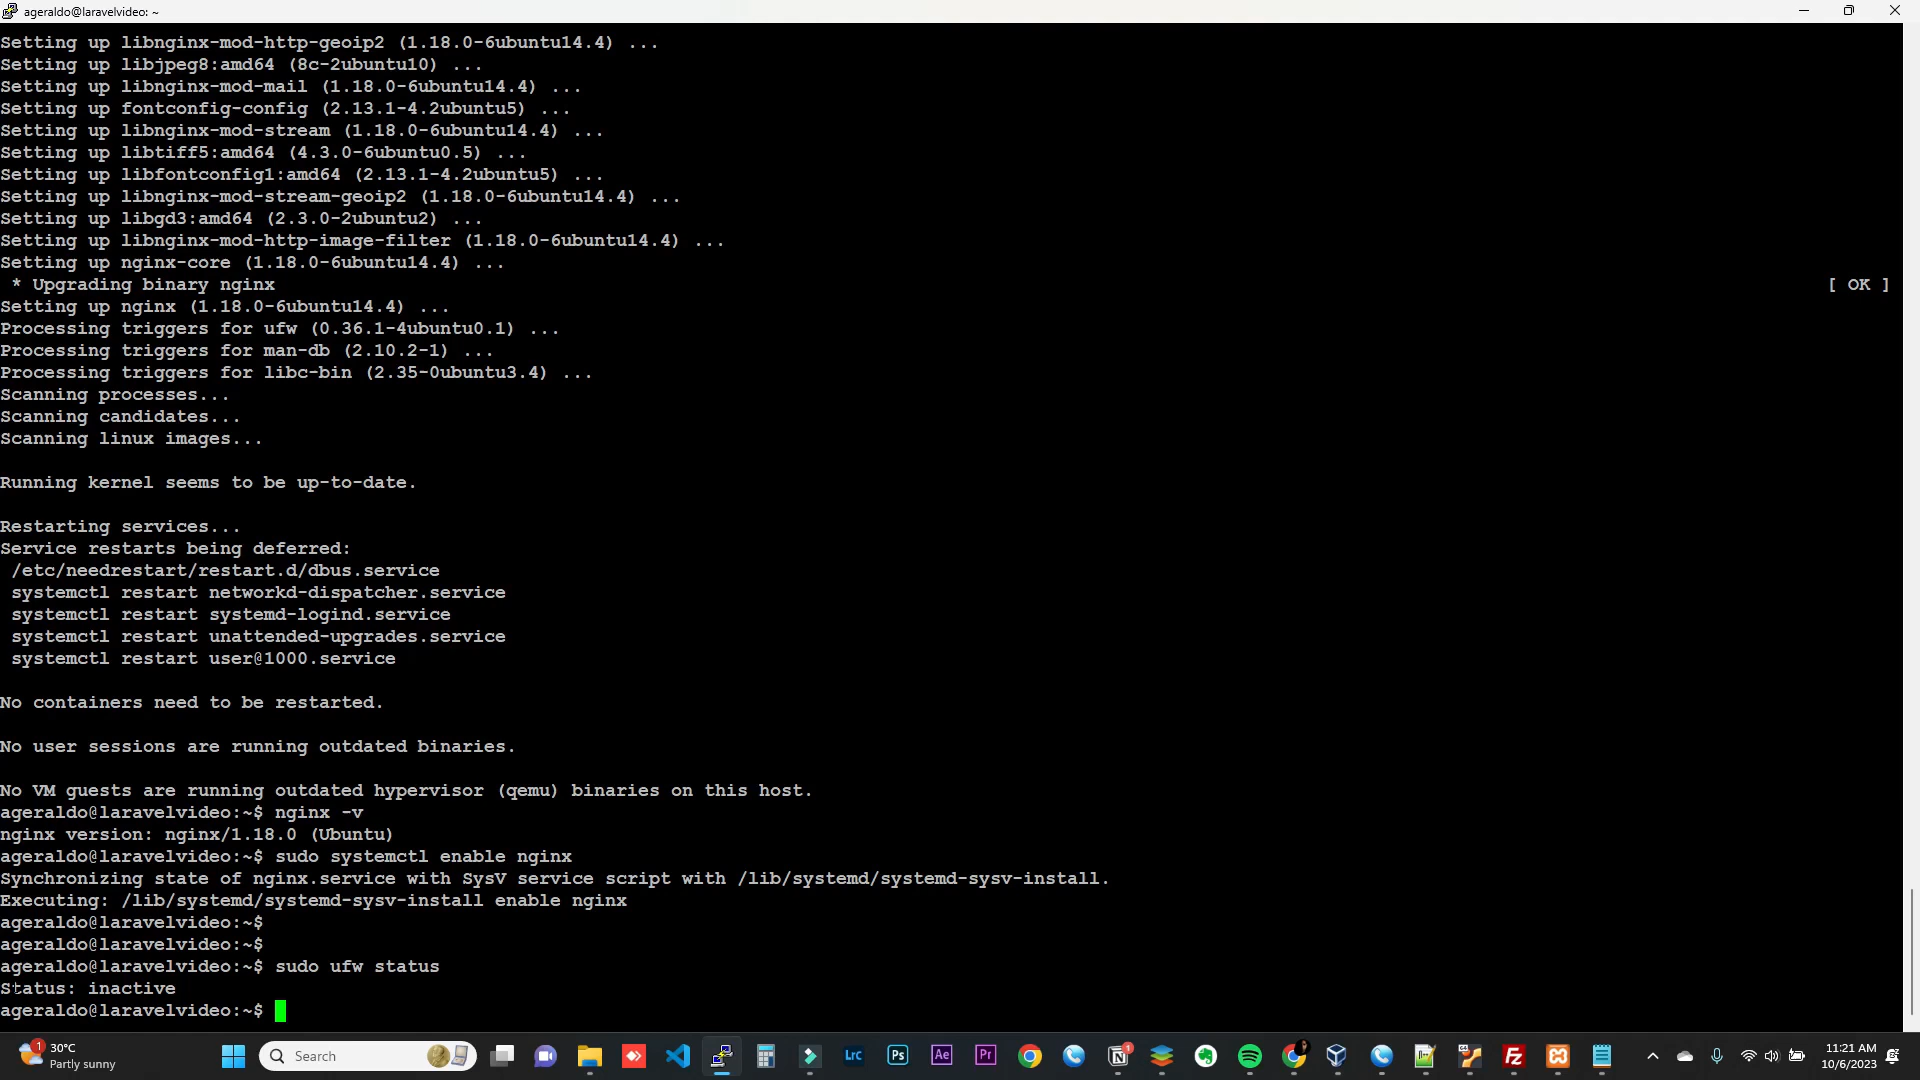 ageraldo@laravelvideo: ~
Setting up libnginx-mod-http-geoip2 (1.18.0-6ubuntu14.4) ...
Setting up libjpeg8:amd64 (8c-2ubuntu10) ...
Setting up libnginx-mod-mail (1.18.0-6ubuntu14.4) ...
Setting up fontconfig-config (2.13.1-4.2ubuntu5) ...
Setting up libnginx-mod-stream (1.18.0-6ubuntu14.4) ...
Setting up libtiff5:amd64 (4.3.0-6ubuntu0.5) ...
Setting up libfontconfig1:amd64 (2.13.1-4.2ubuntu5) ...
Setting up libnginx-mod-stream-geoip2 (1.18.0-6ubuntu14.4) ...
Setting up libgd3:amd64 (2.3.0-2ubuntu2) ...
Setting up libnginx-mod-http-image-filter (1.18.0-6ubuntu14.4) ...
Setting up nginx-core (1.18.0-6ubuntu14.4) ...
* Upgrading binary nginx [ OK ]
Setting up nginx (1.18.0-6ubuntu14.4) ...
Processing triggers for ufw (0.36.1-4ubuntu0.1) ...
Processing triggers for man-db (2.10.2-1) ...
Processing triggers for libc-bin (2.35-0ubuntu3.4) ...
Scanning processes...
Scanning candidates...
Scanning linux images...
Running kernel seems to be up-to-date.
Restarting services...
Service restarts being deferred:
/etc/needrestart/restart.d/dbus.service
systemctl restart networkd-dispatcher.service
systemctl restart systemd-logind.service
systemctl restart unattended-upgrades.service
systemctl restart user@1000.service
No containers need to be restarted.
No user sessions are running outdated binaries.
No VM guests are running outdated hypervisor (qemu) binaries on this host.
ageraldo@laravelvideo:~$ nginx -v
nginx version: nginx/1.18.0 (Ubuntu)
ageraldo@laravelvideo:~$ sudo systemctl enable nginx
Synchronizing state of nginx.service with SysV service script with /lib/systemd/systemd-sysv-install.
Executing: /lib/systemd/systemd-sysv-install enable nginx
ageraldo@laravelvideo:~$
ageraldo@laravelvideo:~$
ageraldo@laravelvideo:~$ sudo ufw status
Status: inactive
ageraldo@laravelvideo:~$
1
30°C
Partly sunny
Search
Lrc
Ps
Ae
Pr
1
Fz
11:21 AM
10/6/2023